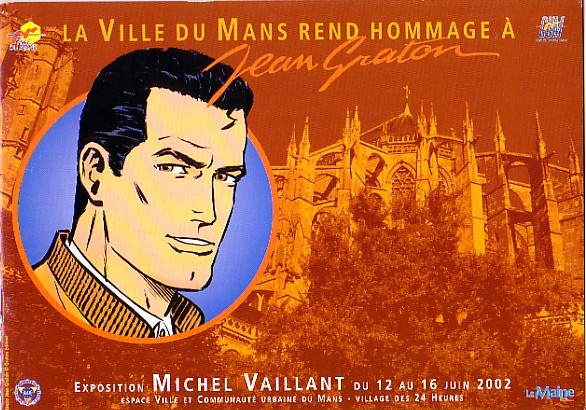 LA VILLE DU MANS REND HOMMAGE À
Jean Graton
EXPOSITION MICHEL VAILLANT DU 12 AU 16 JUIN 2002
ESPACE VILLE ET COMMUNAUTÉ URBAINE DU MANS • VILLAGE DES 24 HEURES
Le Maine